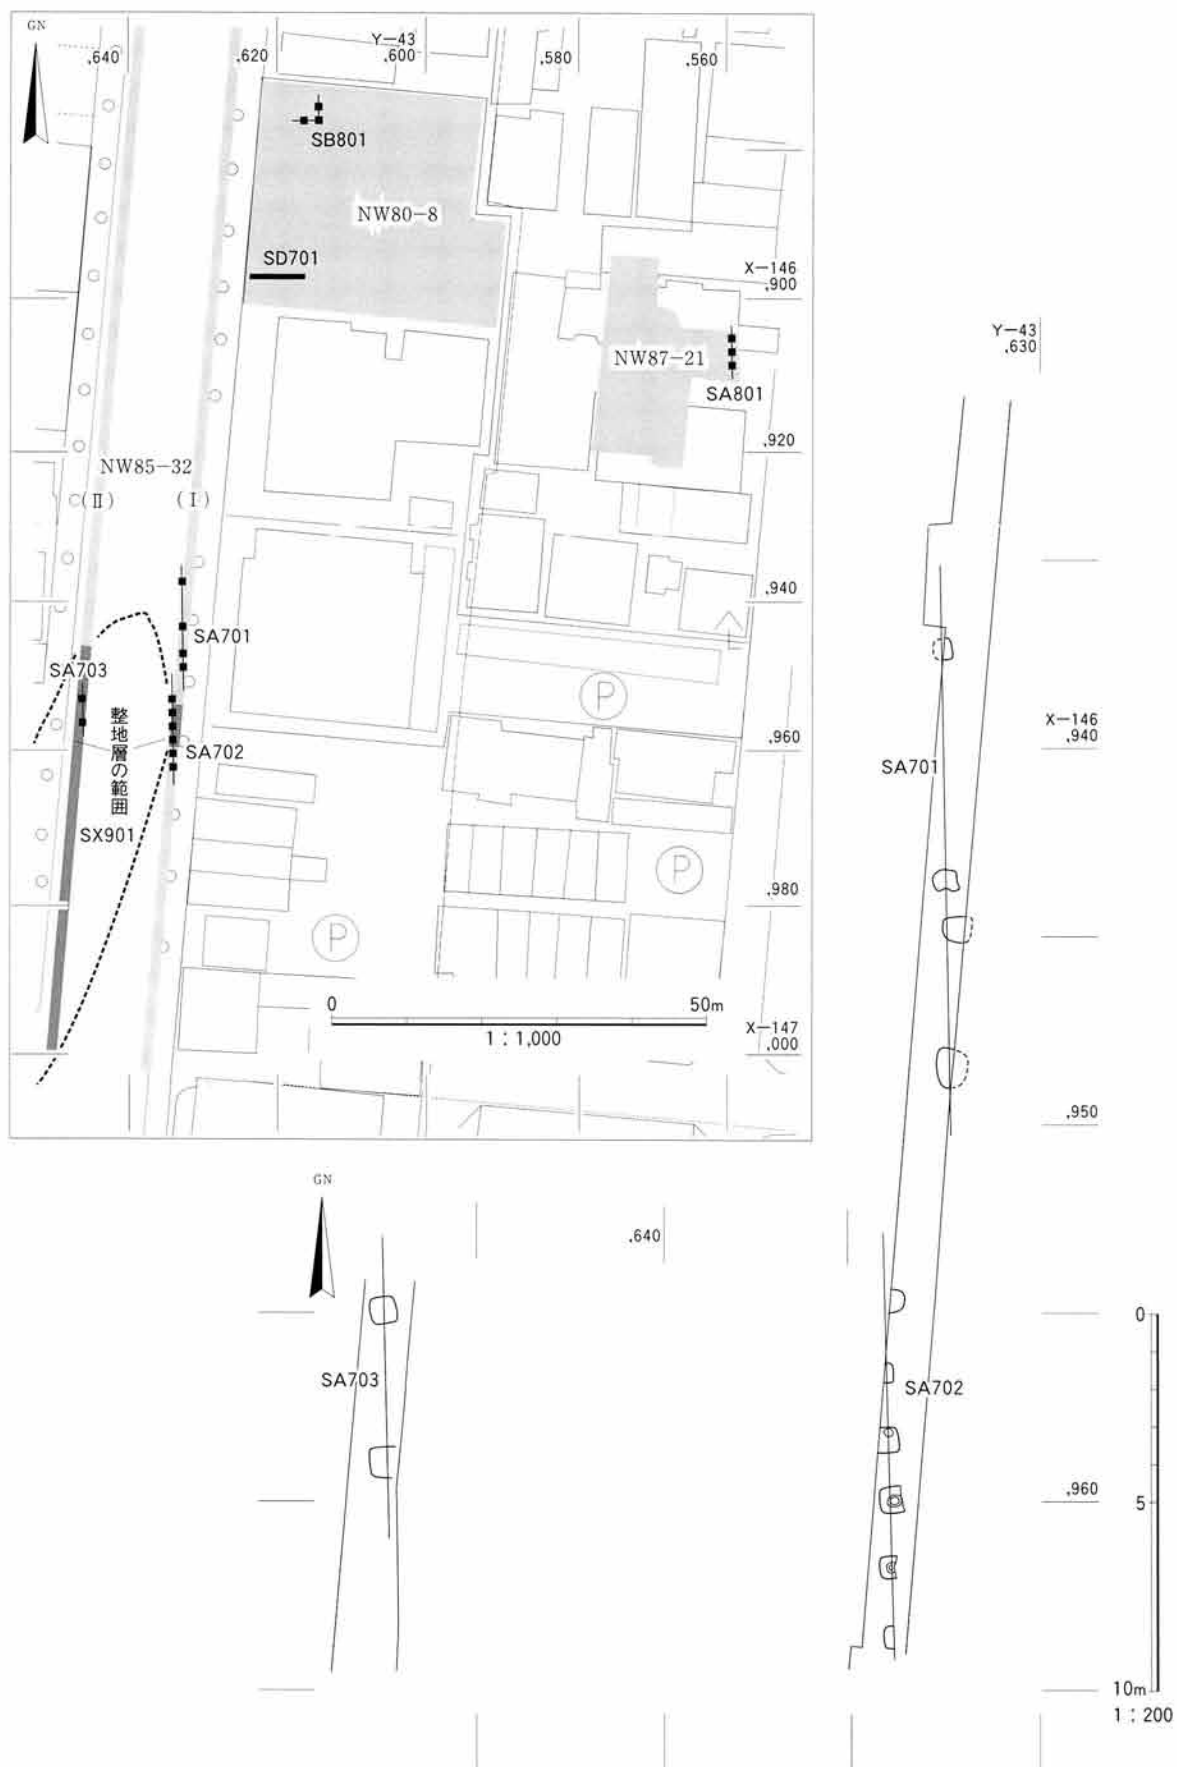 GN
,640
,620
Y-43
,600
,580
,560
SB801
NW80-8
SD701
X-146
,900
NW87-21
SA801
,920
NW85-32
(Ⅱ)
(Ⅰ)
,940
SA701
SA703
整地層の範囲
P
,960
SA702
SX901
P
,980
P
0
50m
1:1,000
X-147
,000
Y-43
,630
X-146
,940
SA701
,950
GN
,640
SA703
SA702
0
,960
5
10m
1:200